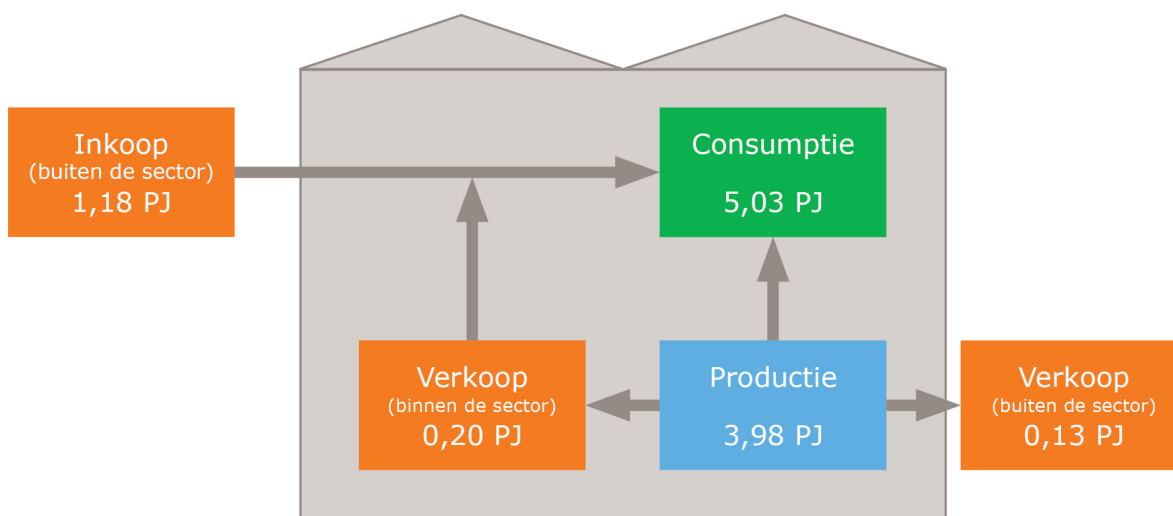 Inkoop
(buiten de sector)
1,18 PJ
Consumptie
5,03 PJ
Verkoop
(binnen de sector)
0,20 PJ
Productie
3,98 PJ
Verkoop
(buiten de sector)
0,13 PJ